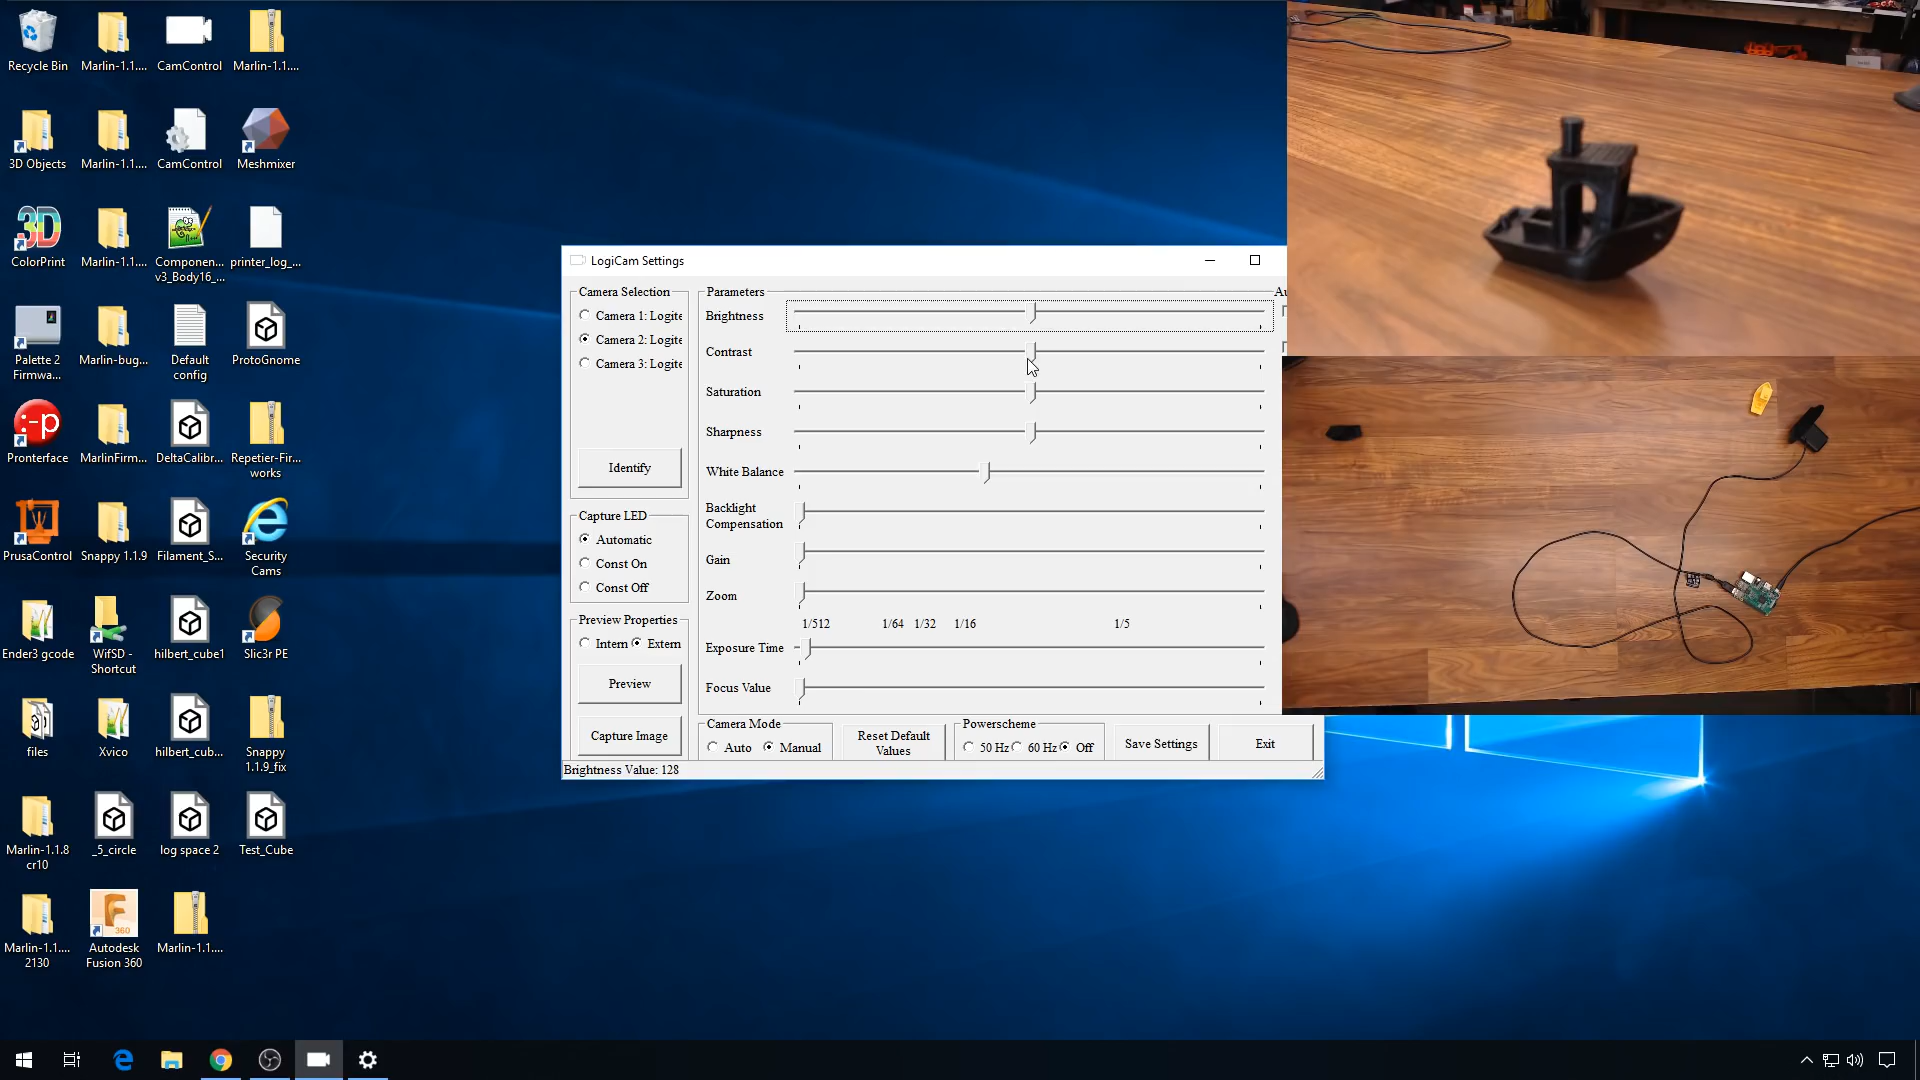 Recycle Bin
Marlin-1.1....
CamControl
Marlin-1.1....
3D Objects
Marlin-1.1....
CamControl
Meshmixer
3D
ColorPrint
Marlin-1.1....
Componen...
v3_Body16_...
printer_log_...
Palette 2
Firmwa...
Marlin-bug...
Default
config
ProtoGnome
:-p
Pronterface
MarlinFirm...
DeltaCalibr...
Repetier-Fir...
works
PrusaControl
Snappy 1.1.9
Filament_S...
Security
Cams
Ender3 gcode
WifSD -
Shortcut
hilbert_cube1
Slic3r PE
files
Xvico
hilbert_cub...
Snappy
1.1.9_fix
Marlin-1.1.8
cr10
_5_circle
log space 2
Test_Cube
Marlin-1.1....
2130
F
360
Autodesk
Fusion 360
Marlin-1.1....
LogiCam Settings
Camera Selection
Camera 1: Logite
Camera 2: Logite
Camera 3: Logite
Identify
Capture LED
Automatic
Const On
Const Off
Preview Properties
Intern
Extern
Preview
Capture Image
Parameters
Au
Brightness
Contrast
Saturation
Sharpness
White Balance
Backlight
Compensation
Gain
Zoom
1/512 1/64 1/32 1/16 1/5
Exposure Time
Focus Value
Camera Mode
Auto
Manual
Reset Default
Values
Powerscheme
50 Hz
60 Hz
Off
Save Settings
Exit
Brightness Value: 128